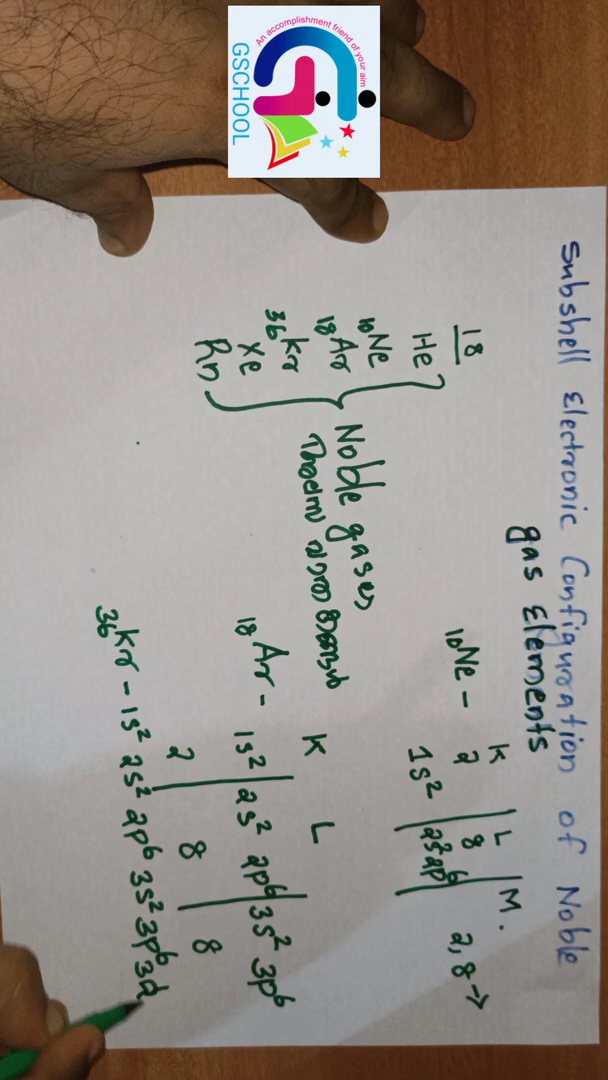 An accomplishment friend of your aim
GSCHOOL
Subshell Electronic Configuration of Noble
gas Elements
18
He
10Ne
18Ar
36Kr
Xe
Rn
Noble gases
K | L | M.
10Ne - 2 | 8 | 2, 8 →
1s² | 2s² 2p⁶
K L
18Ar - 1s² | 2s² 2p⁶ | 3s² 3p⁶
2 8 8
36Kr - 1s² 2s² 2p⁶ 3s² 3p⁶ 3d